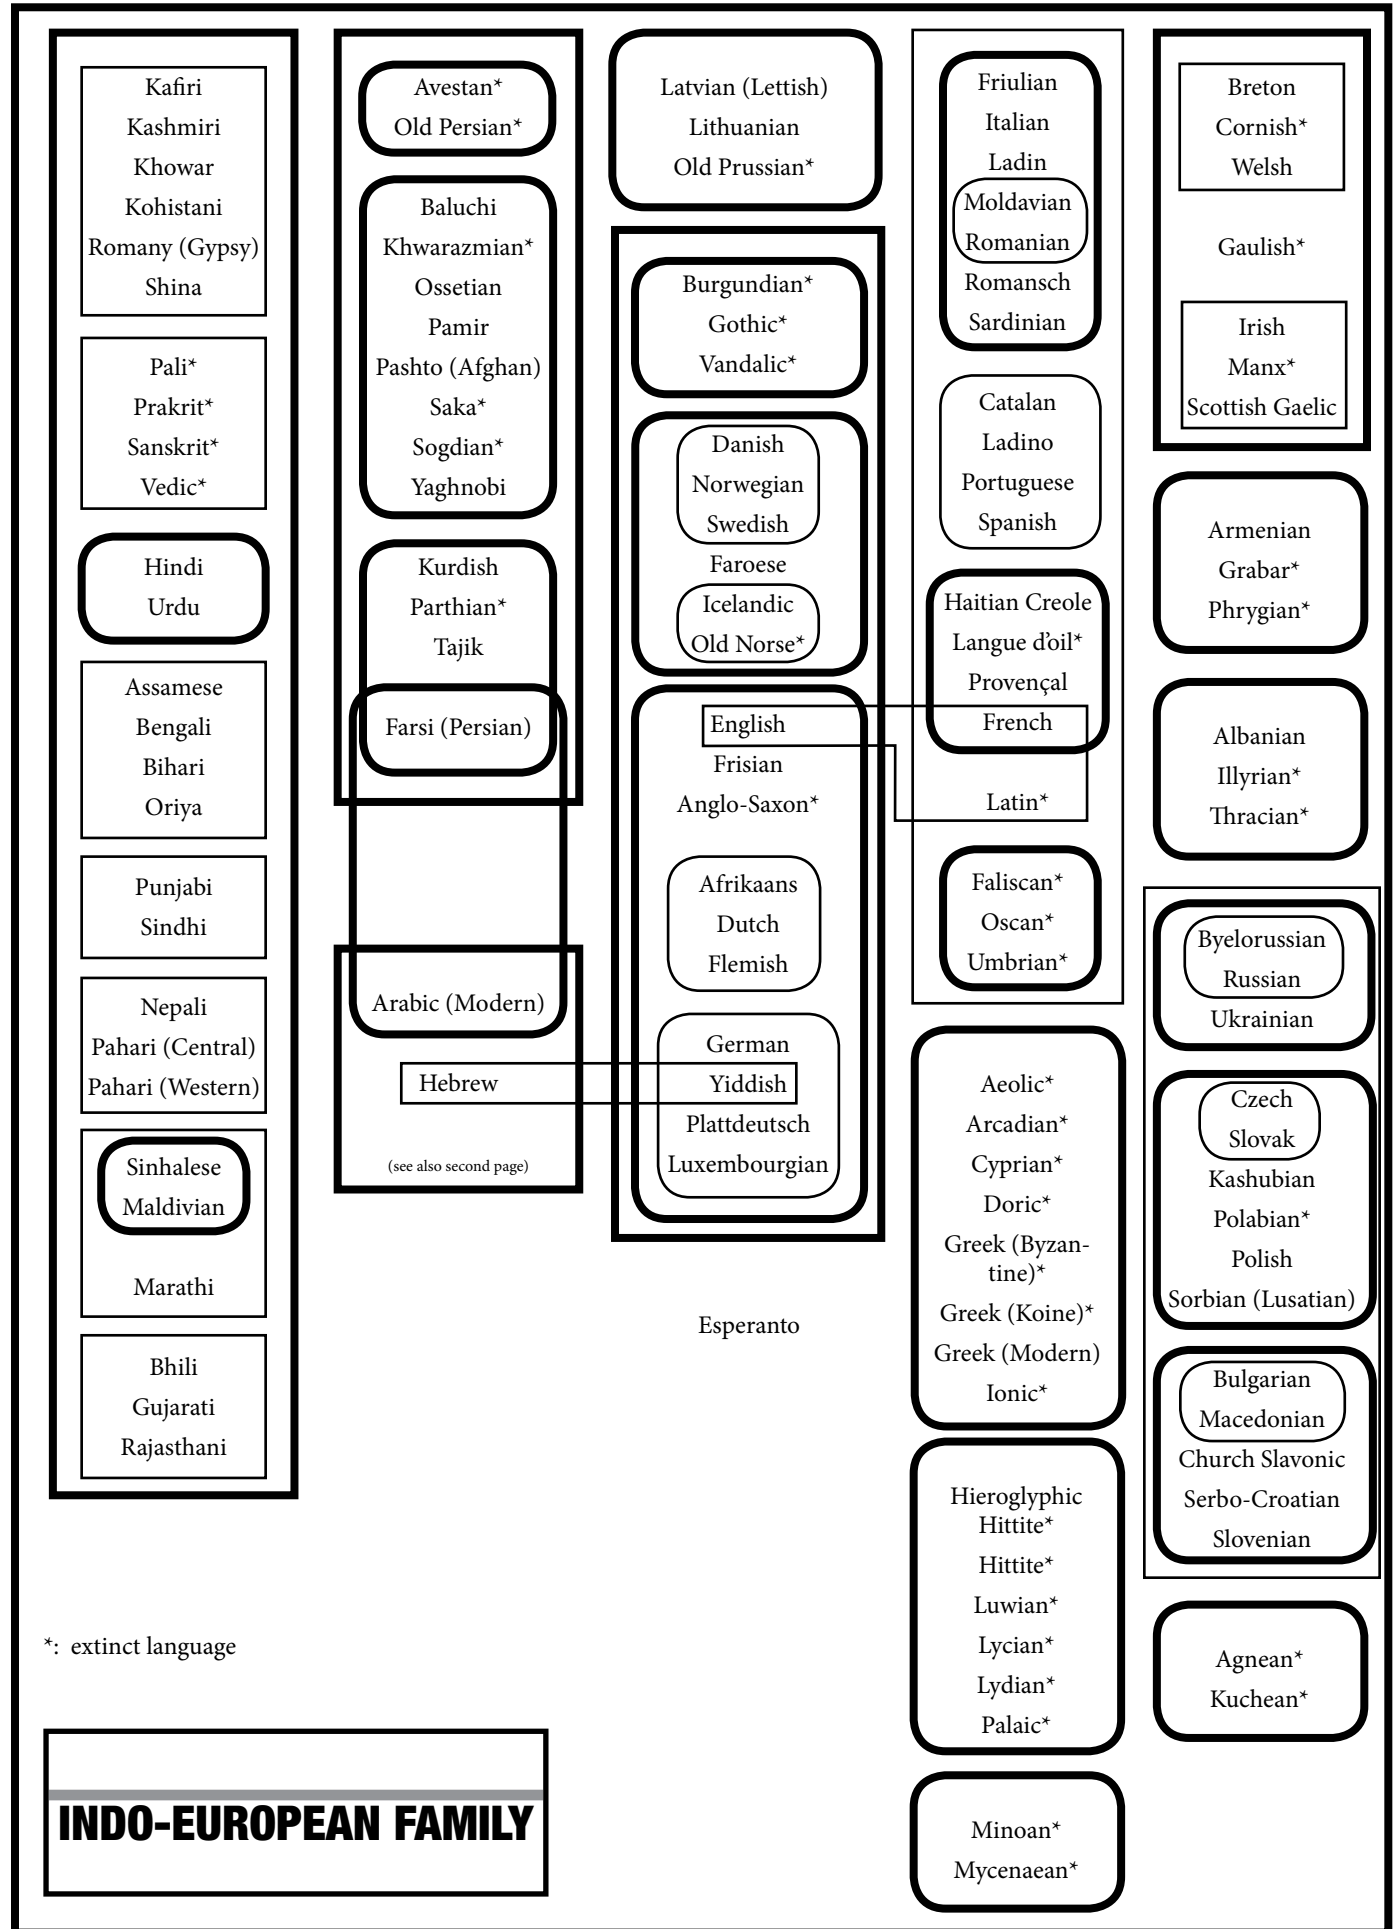 Kafiri
Kashmiri
Khowar
Kohistani
Romany (Gypsy)
Shina
Pali*
Prakrit*
Sanskrit*
Vedic*
Hindi
Urdu
Assamese
Bengali
Bihari
Oriya
Punjabi
Sindhi
Nepali
Pahari (Central)
Pahari (Western)
Sinhalese
Maldivian
Marathi
Bhili
Gujarati
Rajasthani
*: extinct language
INDO-EUROPEAN FAMILY
Avestan*
Old Persian*
Baluchi
Khwarazmian*
Ossetian
Pamir
Pashto (Afghan)
Saka*
Sogdian*
Yaghnobi
Kurdish
Parthian*
Tajik
Farsi (Persian)
Arabic (Modern)
Hebrew
(see also second page)
Latvian (Lettish)
Lithuanian
Old Prussian*
Burgundian*
Gothic*
Vandalic*
Danish
Norwegian
Swedish
Faroese
Icelandic
Old Norse*
English
Frisian
Anglo-Saxon*
Afrikaans
Dutch
Flemish
German
Yiddish
Plattdeutsch
Luxembourgian
Esperanto
Friulian
Italian
Ladin
Moldavian
Romanian
Romansch
Sardinian
Catalan
Ladino
Portuguese
Spanish
Haitian Creole
Langue d'oil*
Provençal
French
Latin*
Faliscan*
Oscan*
Umbrian*
Aeolic*
Arcadian*
Cyprian*
Doric*
Greek (Byzan-
tine)*
Greek (Koine)*
Greek (Modern)
Ionic*
Hieroglyphic
Hittite*
Hittite*
Luwian*
Lycian*
Lydian*
Palaic*
Minoan*
Mycenaean*
Breton
Cornish*
Welsh
Gaulish*
Irish
Manx*
Scottish Gaelic
Armenian
Grabar*
Phrygian*
Albanian
Illyrian*
Thracian*
Byelorussian
Russian
Ukrainian
Czech
Slovak
Kashubian
Polabian*
Polish
Sorbian (Lusatian)
Bulgarian
Macedonian
Church Slavonic
Serbo-Croatian
Slovenian
Agnean*
Kuchean*